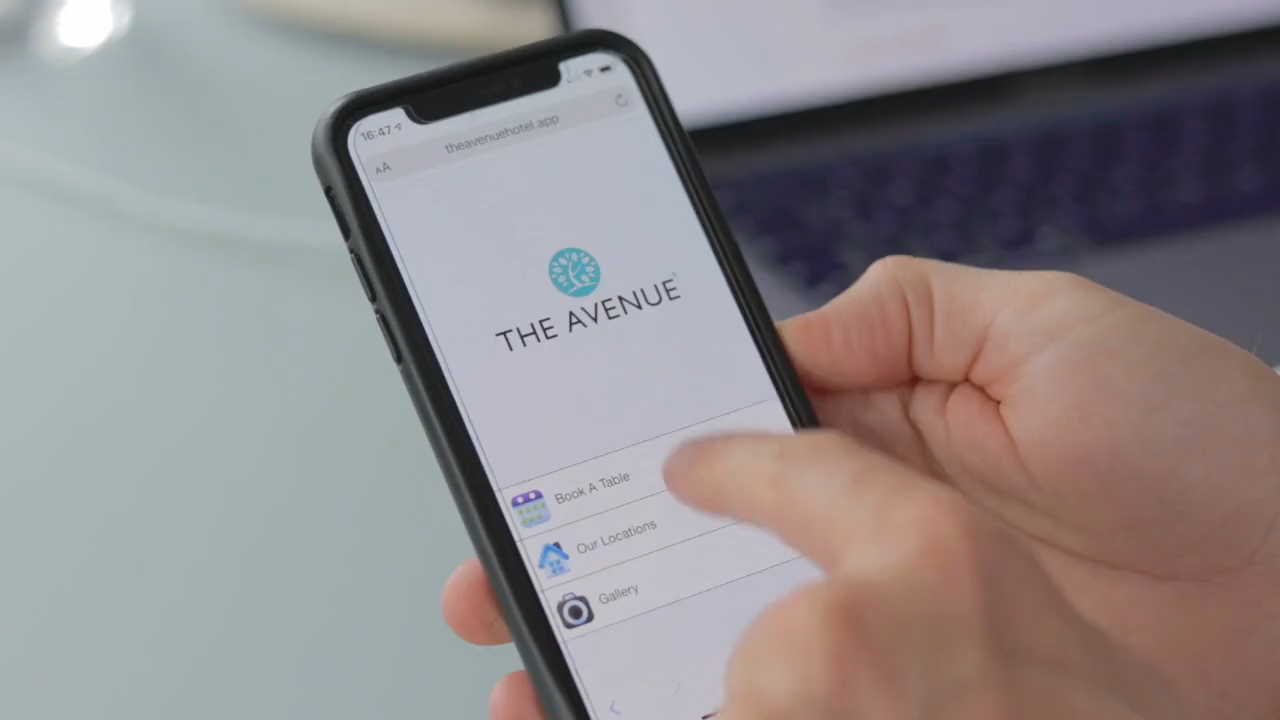 16:47
AA
theavenuehotel.app
THE AVENUE
Book A Table
Our Locations
Gallery